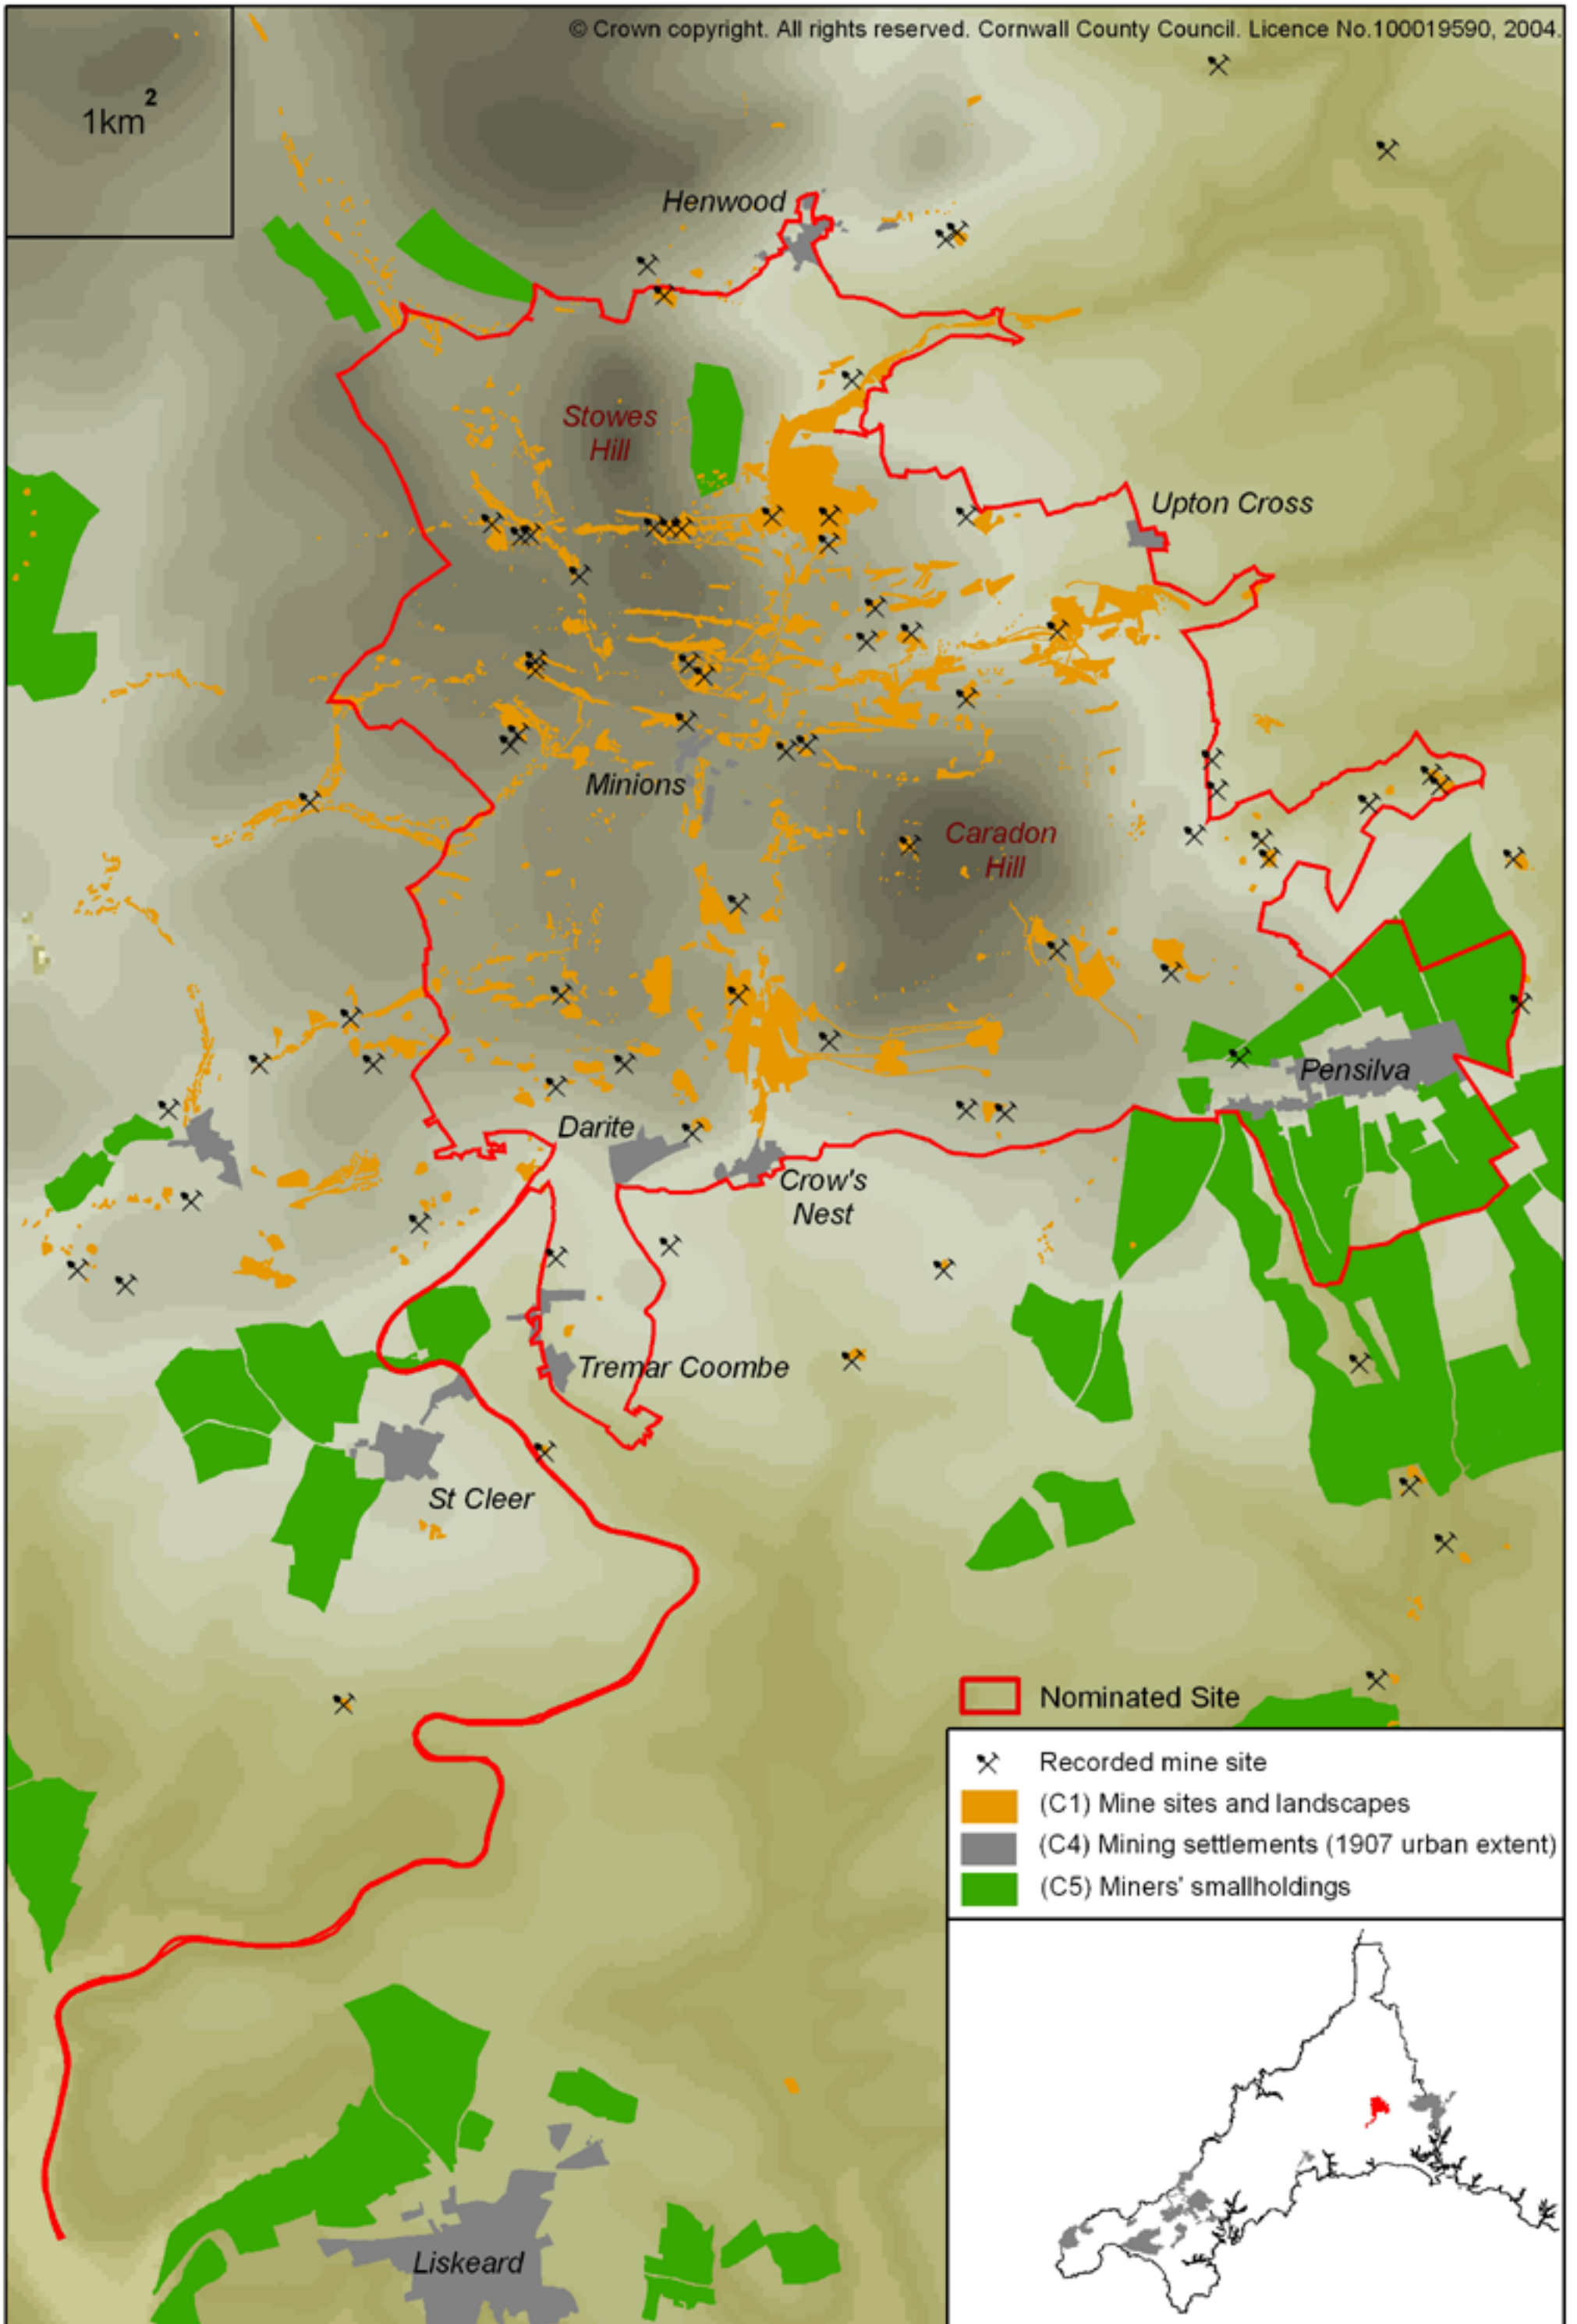 © Crown copyright. All rights reserved. Cornwall County Council. Licence No.100019590, 2004.
1km²
Henwood
Stowes
Hill
Upton Cross
Minions
Caradon
Hill
Pensilva
Darite
Crow's
Nest
Tremar Coombe
St Cleer
Nominated Site
Recorded mine site
(C1) Mine sites and landscapes
(C4) Mining settlements (1907 urban extent)
(C5) Miners' smallholdings
Liskeard